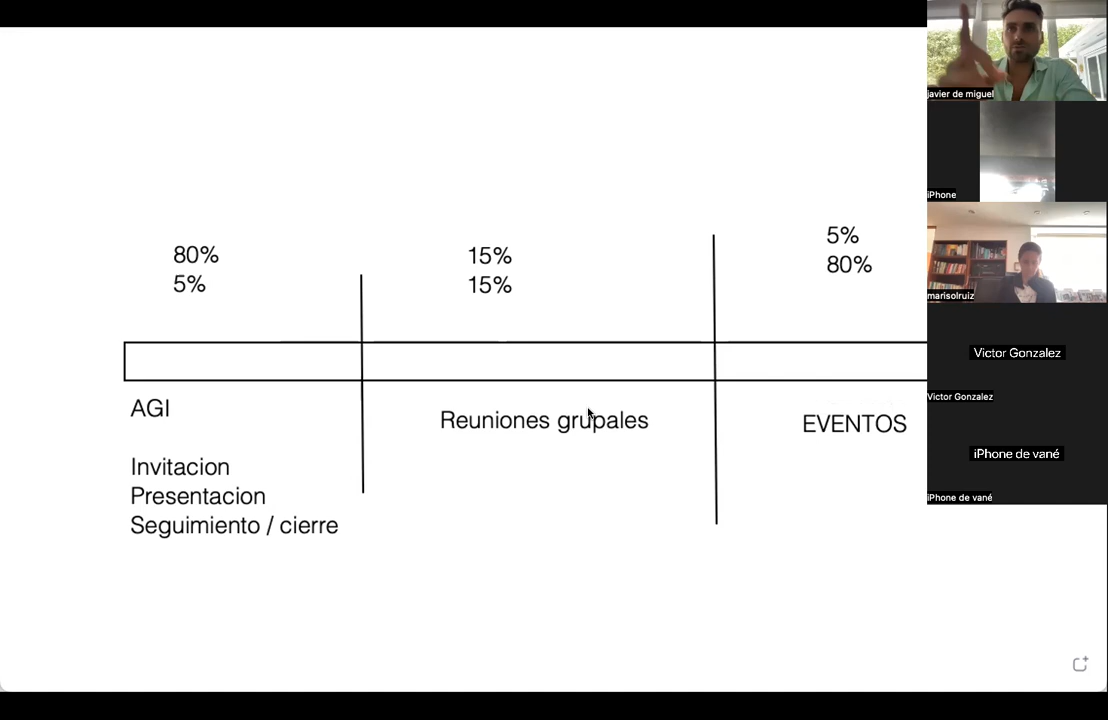 80%
5%
15%
15%
5%
80%
AGI
Reuniones grupales
EVENTOS
Invitacion
Presentacion
Seguimiento / cierre
javier de miguel
iPhone
marisolruiz
Victor Gonzalez
Victor Gonzalez
iPhone de vané
iPhone de vané